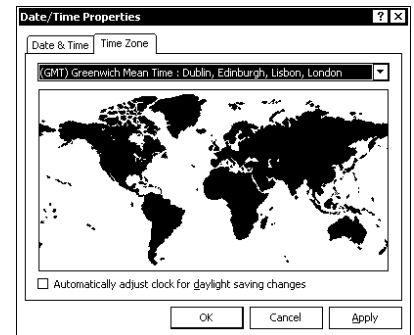 Date/Time Properties
Date & Time
Time Zone
(GMT) Greenwich Mean Time : Dublin, Edinburgh, Lisbon, London
Automatically adjust clock for daylight saving changes
OK
Cancel
Apply